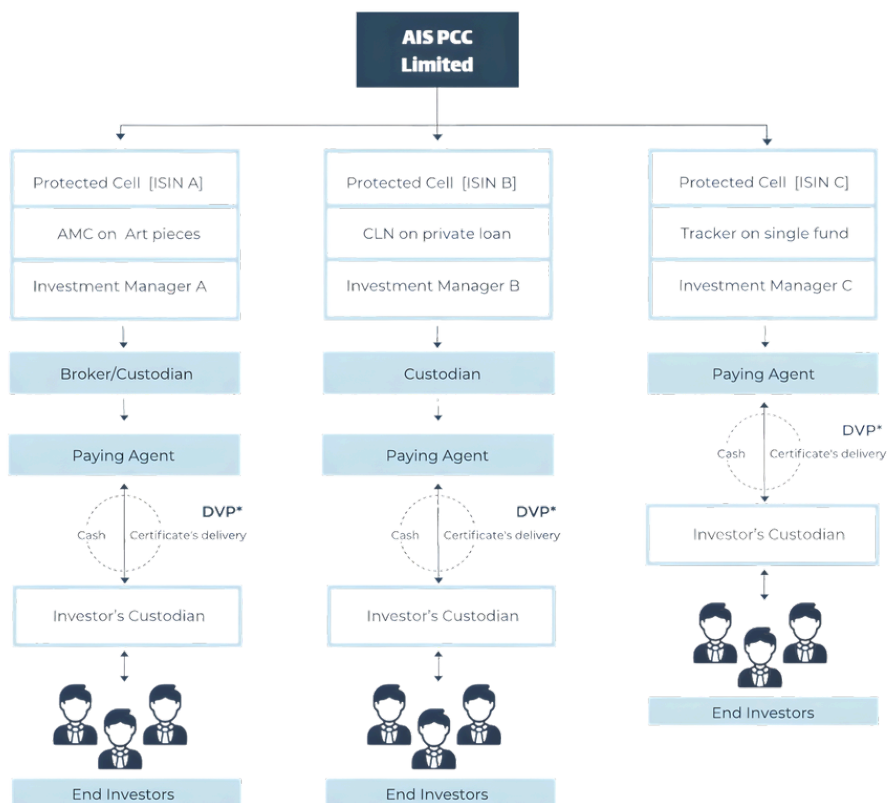 AIS PCC
Limited
Protected Cell [ISIN A]
AMC on Art pieces
Investment Manager A
Broker/Custodian
Paying Agent
DVP*
Cash
Certificate's delivery
Investor's Custodian
End Investors
Protected Cell [ISIN B]
CLN on private loan
Investment Manager B
Custodian
Paying Agent
DVP*
Cash
Certificate's delivery
Investor's Custodian
End Investors
Protected Cell [ISIN C]
Tracker on single fund
Investment Manager C
Paying Agent
DVP*
Cash
Certificate's delivery
Investor's Custodian
End Investors